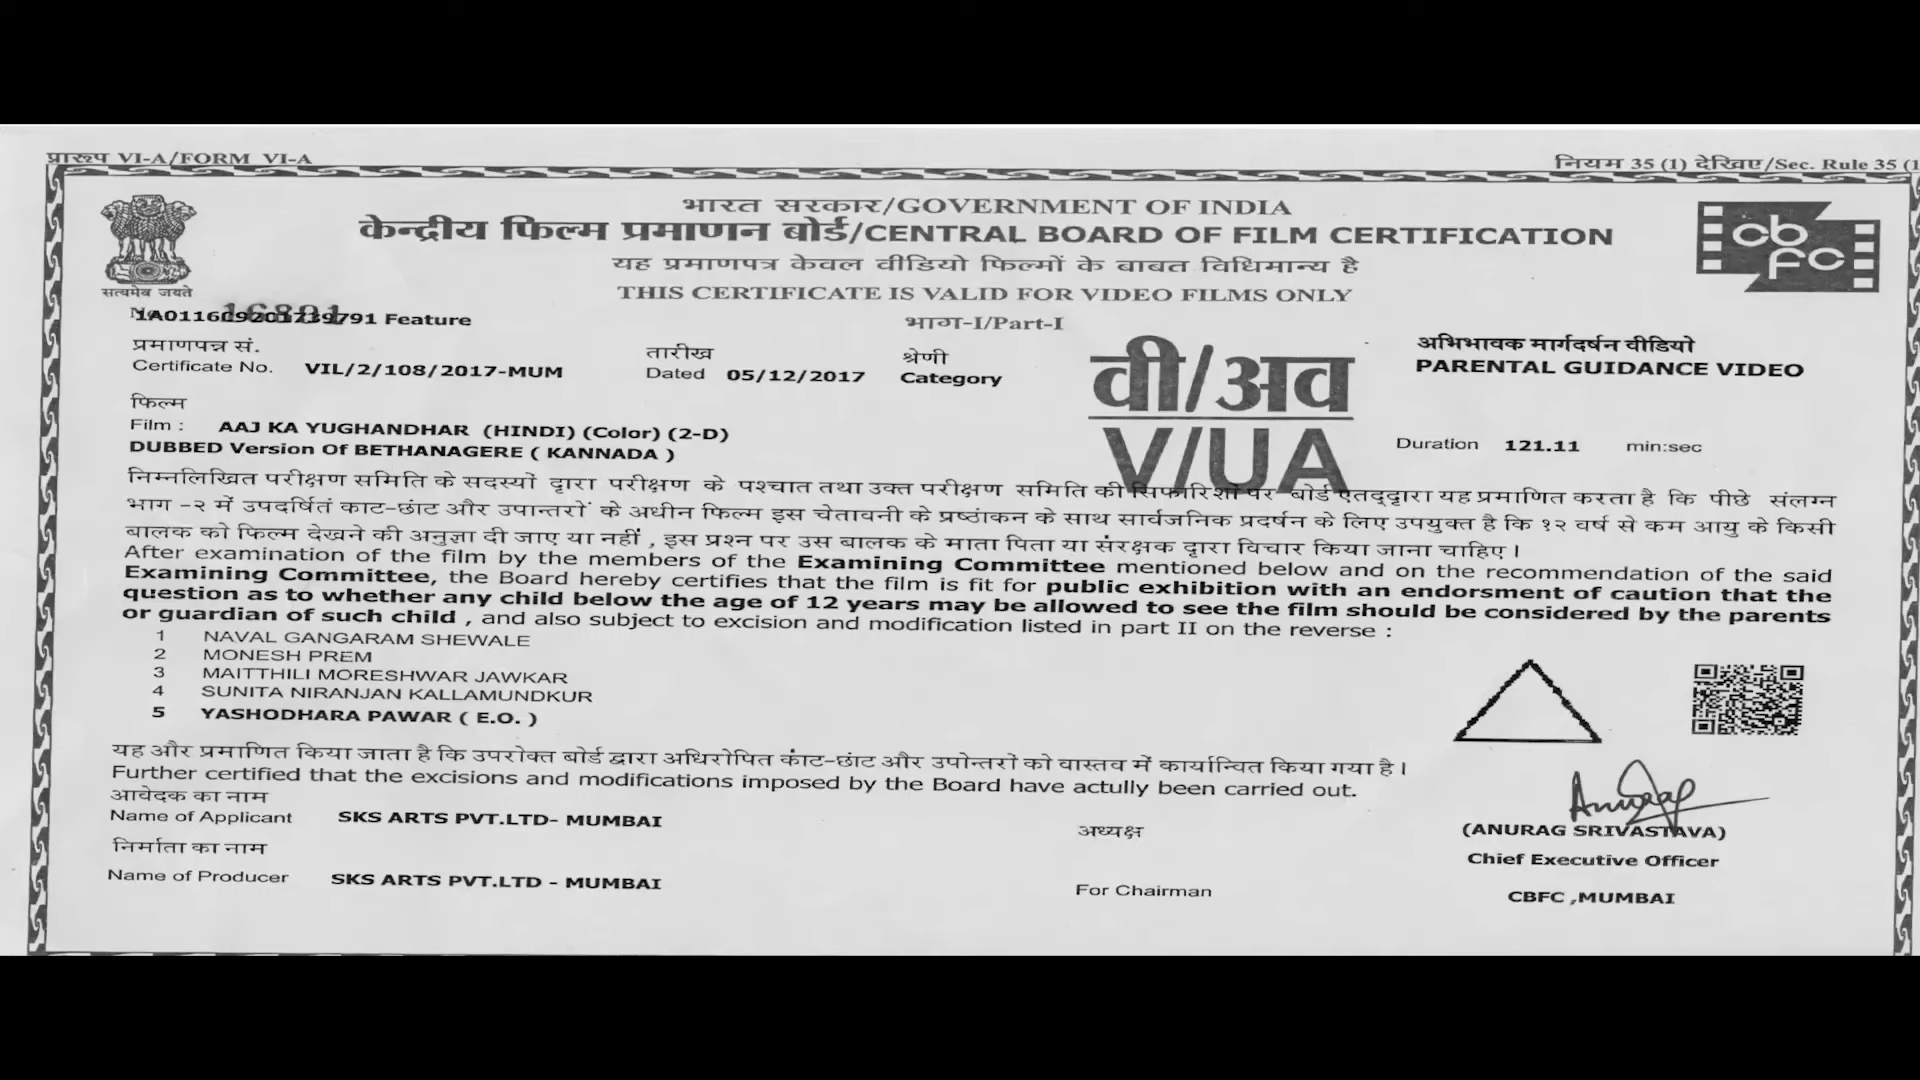 प्रारूप VI-A/FORM VI-A
नियम 35 (1) देखिए/Sec. Rule 35 (1
भारत सरकार/GOVERNMENT OF INDIA
केन्द्रीय फिल्म प्रमाणन बोर्ड/CENTRAL BOARD OF FILM CERTIFICATION
cb
fc
यह प्रमाणपत्र केवल वीडियो फिल्मों के बाबत विधिमान्य है
सत्यमेव जयते
THIS CERTIFICATE IS VALID FOR VIDEO FILMS ONLY
Feature
भाग-I/Part-I
प्रमाणपत्र सं.
Certificate No. VIL/2/108/2017-MUM
तारीख
Dated 05/12/2017
श्रेणी
Category
वी/अव
V/UA
अभिभावक मार्गदर्षन वीडियो
PARENTAL GUIDANCE VIDEO
फिल्म
Film : AAJ KA YUGHANDHAR (HINDI) (Color) (2-D)
DUBBED Version Of BETHANAGERE ( KANNADA )
Duration 121.11 min:sec
निम्नलिखित परीक्षण समिति के सदस्यों द्वारा परीक्षण के पश्चात तथा उक्त परीक्षण समिति की सिफारिशों पर बोर्ड एतद्द्वारा यह प्रमाणित करता है कि पीछे संलग्न
भाग -२ में उपदर्षितं काट-छांट और उपान्तरों के अधीन फिल्म इस चेतावनी के प्रष्ठांकन के साथ सार्वजनिक प्रदर्षन के लिए उपयुक्त है कि १२ वर्ष से कम आयु के किसी
बालक को फिल्म देखने की अनुज्ञा दी जाए या नहीं , इस प्रश्न पर उस बालक के माता पिता या संरक्षक द्वारा विचार किया जाना चाहिए ।
After examination of the film by the members of the Examining Committee mentioned below and on the recommendation of the said
Examining Committee, the Board hereby certifies that the film is fit for public exhibition with an endorsment of caution that the
question as to whether any child below the age of 12 years may be allowed to see the film should be considered by the parents
or guardian of such child , and also subject to excision and modification listed in part II on the reverse :
1 NAVAL GANGARAM SHEWALE
2 MONESH PREM
3 MAITTHILI MORESHWAR JAWKAR
4 SUNITA NIRANJAN KALLAMUNDKUR
5 YASHODHARA PAWAR ( E.O. )
यह और प्रमाणित किया जाता है कि उपरोक्त बोर्ड द्वारा अधिरोपित कांट-छांट और उपोन्तरों को वास्तव में कार्यान्वित किया गया है ।
Further certified that the excisions and modifications imposed by the Board have actully been carried out.
आवेदक का नाम
Name of Applicant SKS ARTS PVT.LTD- MUMBAI
अध्यक्ष
(ANURAG SRIVASTAVA)
निर्माता का नाम
Chief Executive Officer
Name of Producer SKS ARTS PVT.LTD - MUMBAI
For Chairman
CBFC ,MUMBAI